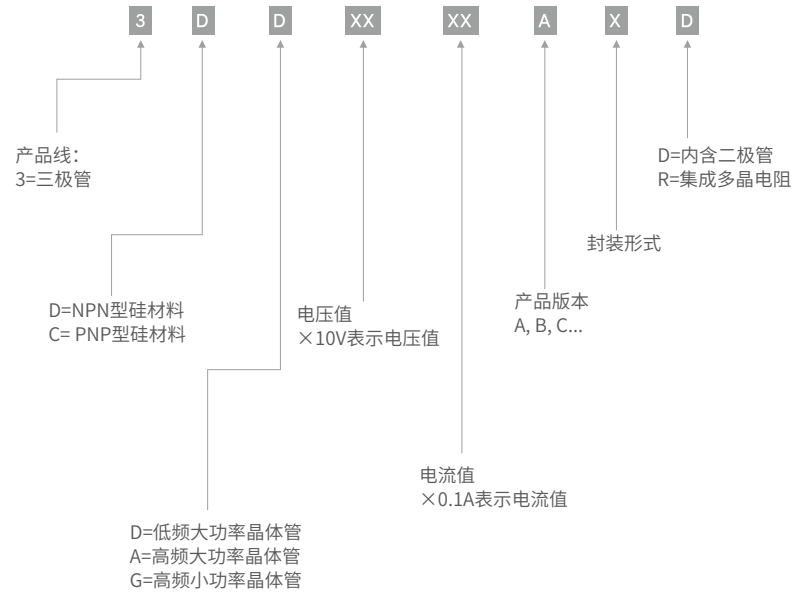 3 D D XX XX A X D
产品线：
3=三极管
D=内含二极管
R=集成多晶电阻
封装形式
D=NPN型硅材料
C= PNP型硅材料
电压值
×10V表示电压值
产品版本
A, B, C...
电流值
×0.1A表示电流值
D=低频大功率晶体管
A=高频大功率晶体管
G=高频小功率晶体管